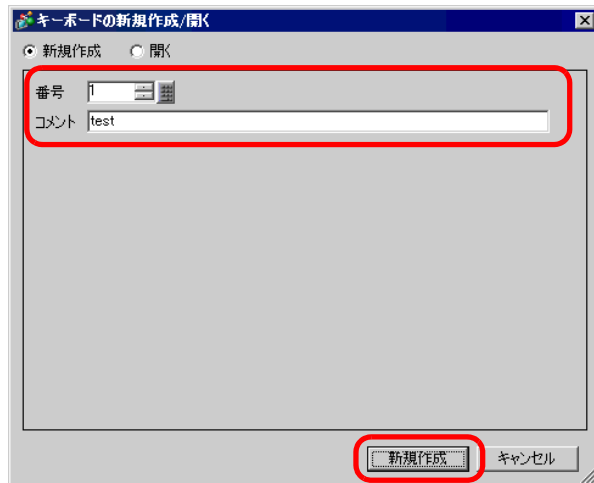 キーボードの新規作成/開く
新規作成 開く
番号 1
コメント test
新規作成 キャンセル